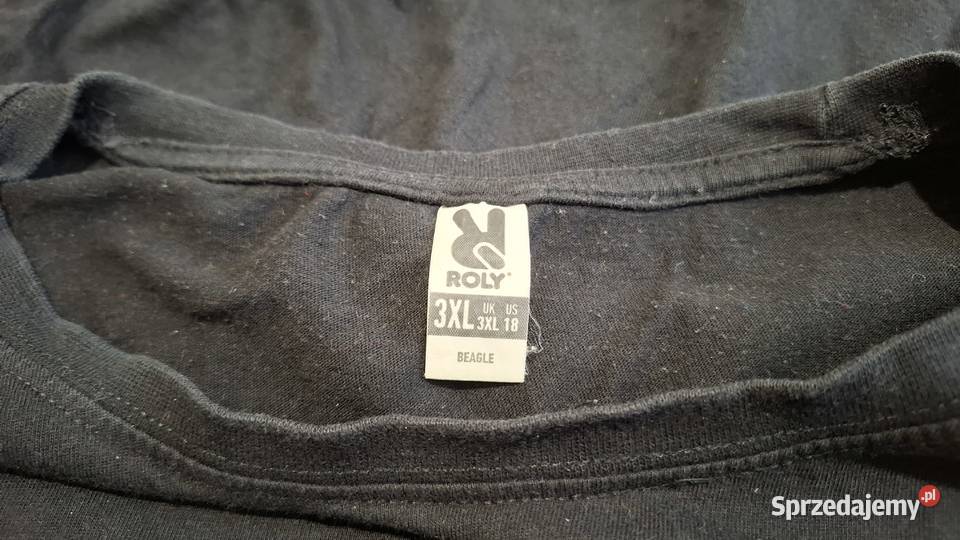 ROLY
3XL UK 3XL US 18
BEAGLE
Sprzedajemy.pl